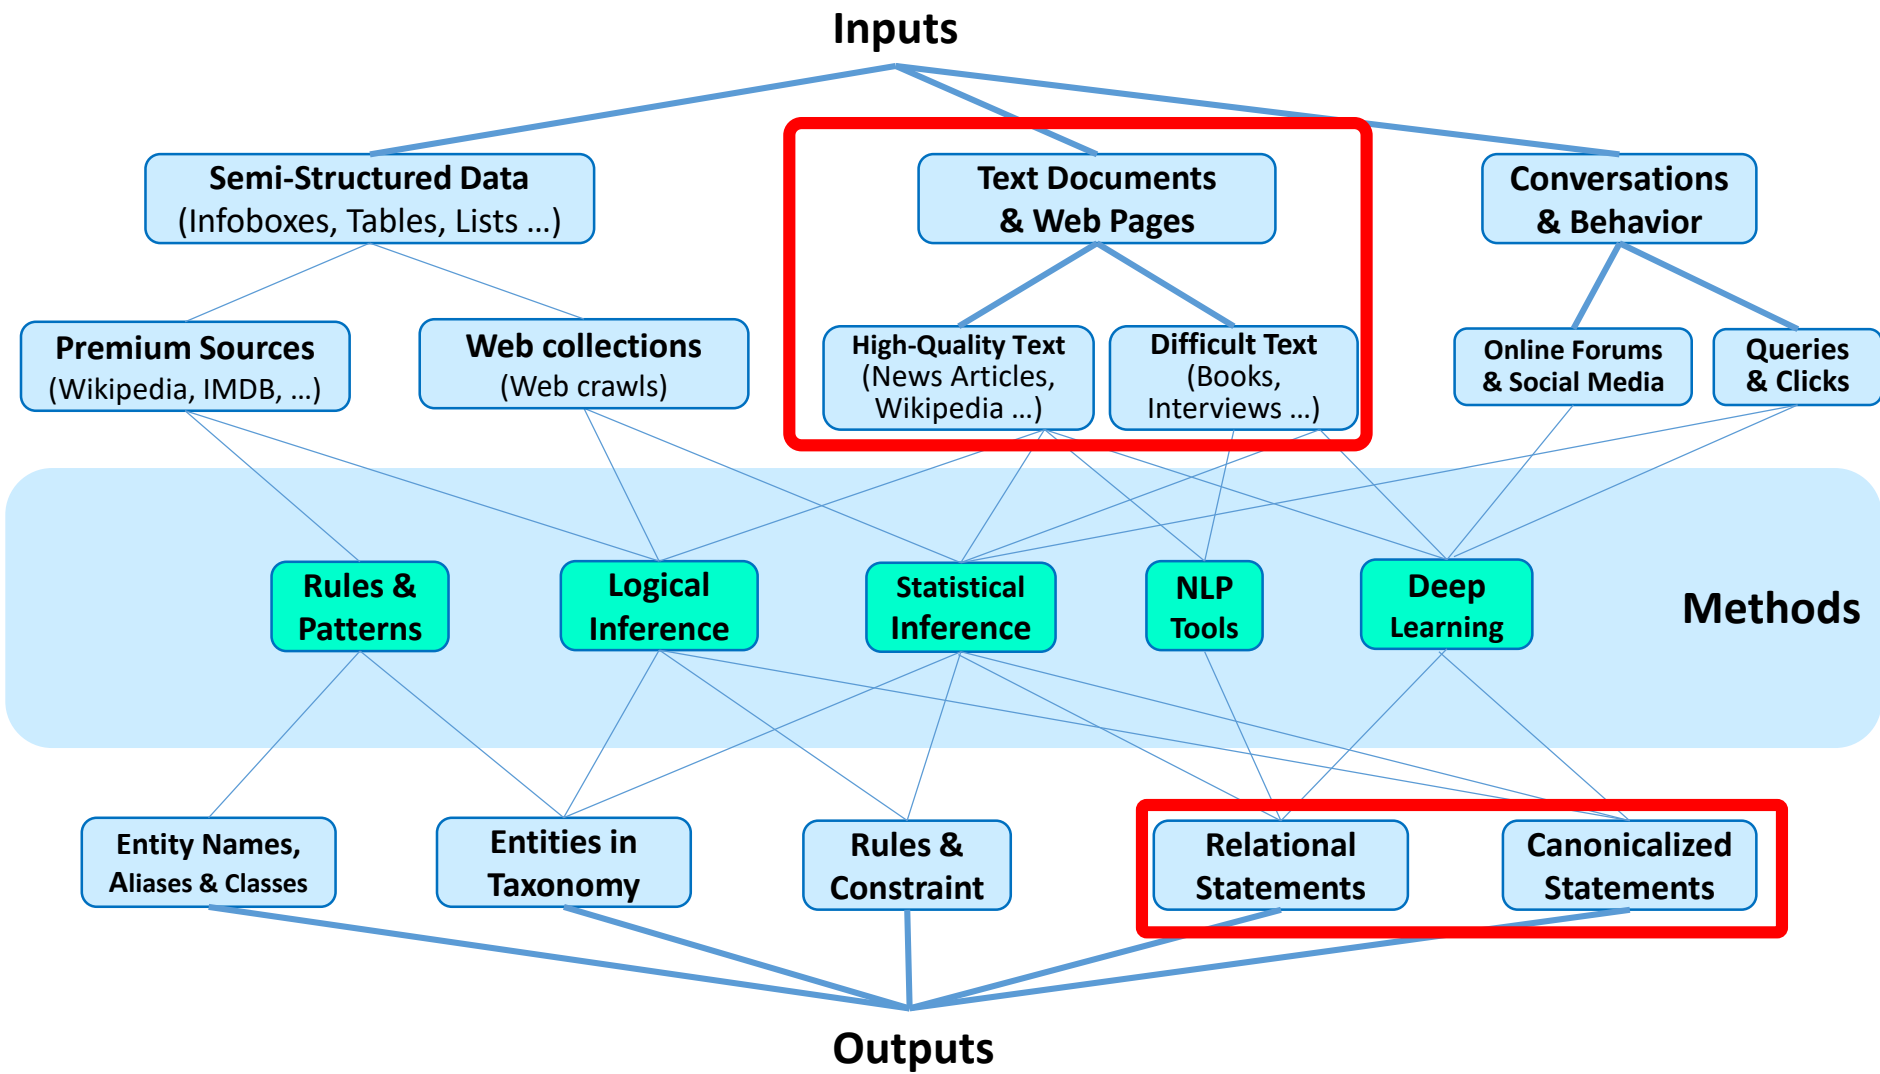 Inputs
Semi-Structured Data
(Infoboxes, Tables, Lists ...)
Text Documents
& Web Pages
Conversations
& Behavior
Premium Sources
(Wikipedia, IMDB, ...)
Web collections
(Web crawls)
High-Quality Text
(News Articles,
Wikipedia ...)
Difficult Text
(Books,
Interviews ...)
Online Forums
& Social Media
Queries
& Clicks
Rules &
Patterns
Logical
Inference
Statistical
Inference
NLP
Tools
Deep
Learning
Methods
Entity Names,
Aliases & Classes
Entities in
Taxonomy
Rules &
Constraint
Relational
Statements
Canonicalized
Statements
Outputs